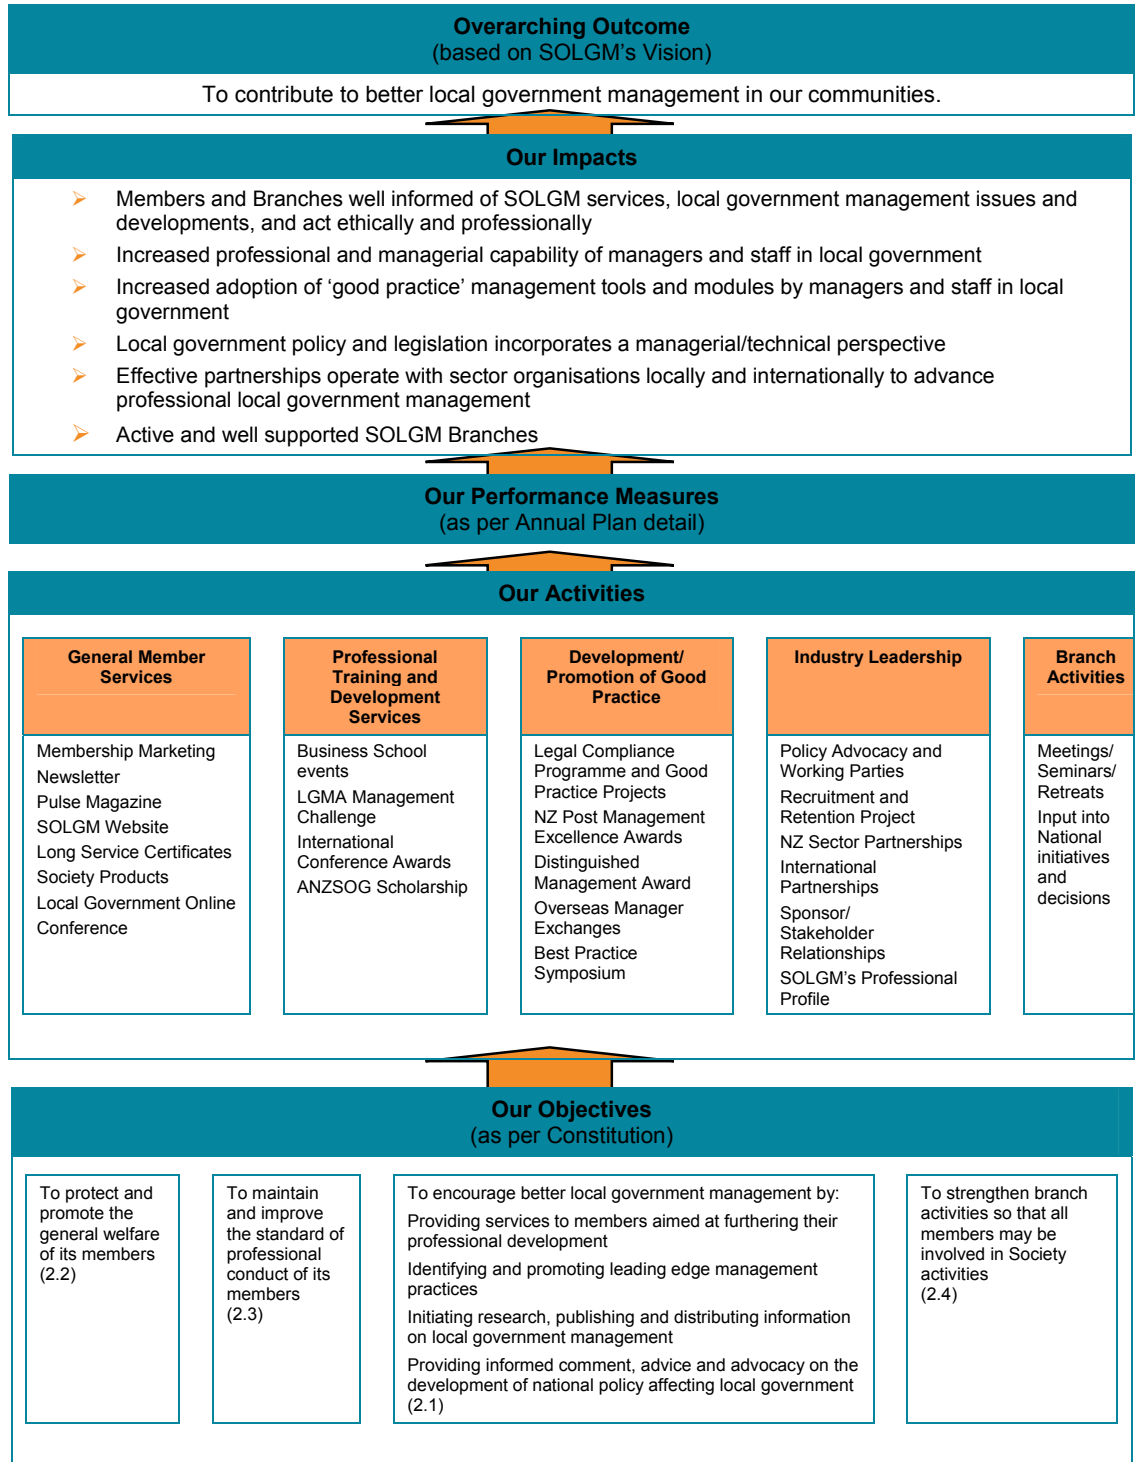 Overarching Outcome
(based on SOLGM's Vision)
To contribute to better local government management in our communities.
Our Impacts
Members and Branches well informed of SOLGM services, local government management issues and
developments, and act ethically and professionally
Increased professional and managerial capability of managers and staff in local government
Increased adoption of 'good practice' management tools and modules by managers and staff in local
government
Local government policy and legislation incorporates a managerial/technical perspective
Effective partnerships operate with sector organisations locally and internationally to advance
professional local government management
Active and well supported SOLGM Branches
Our Performance Measures
(as per Annual Plan detail)
Our Activities
General Member
Services
Membership Marketing
Newsletter
Pulse Magazine
SOLGM Website
Long Service Certificates
Society Products
Local Government Online
Conference
Professional
Training and
Development
Services
Business School
events
LGMA Management
Challenge
International
Conference Awards
ANZSOG Scholarship
Development/
Promotion of Good
Practice
Legal Compliance
Programme and Good
Practice Projects
NZ Post Management
Excellence Awards
Distinguished
Management Award
Overseas Manager
Exchanges
Best Practice
Symposium
Industry Leadership
Policy Advocacy and
Working Parties
Recruitment and
Retention Project
NZ Sector Partnerships
International
Partnerships
Sponsor/
Stakeholder
Relationships
SOLGM's Professional
Profile
Branch
Activities
Meetings/
Seminars/
Retreats
Input into
National
initiatives
and
decisions
Our Objectives
(as per Constitution)
To protect and
promote the
general welfare
of its members
(2.2)
To maintain
and improve
the standard of
professional
conduct of its
members
(2.3)
To encourage better local government management by:
Providing services to members aimed at furthering their
professional development
Identifying and promoting leading edge management
practices
Initiating research, publishing and distributing information
on local government management
Providing informed comment, advice and advocacy on the
development of national policy affecting local government
(2.1)
To strengthen branch
activities so that all
members may be
involved in Society
activities
(2.4)